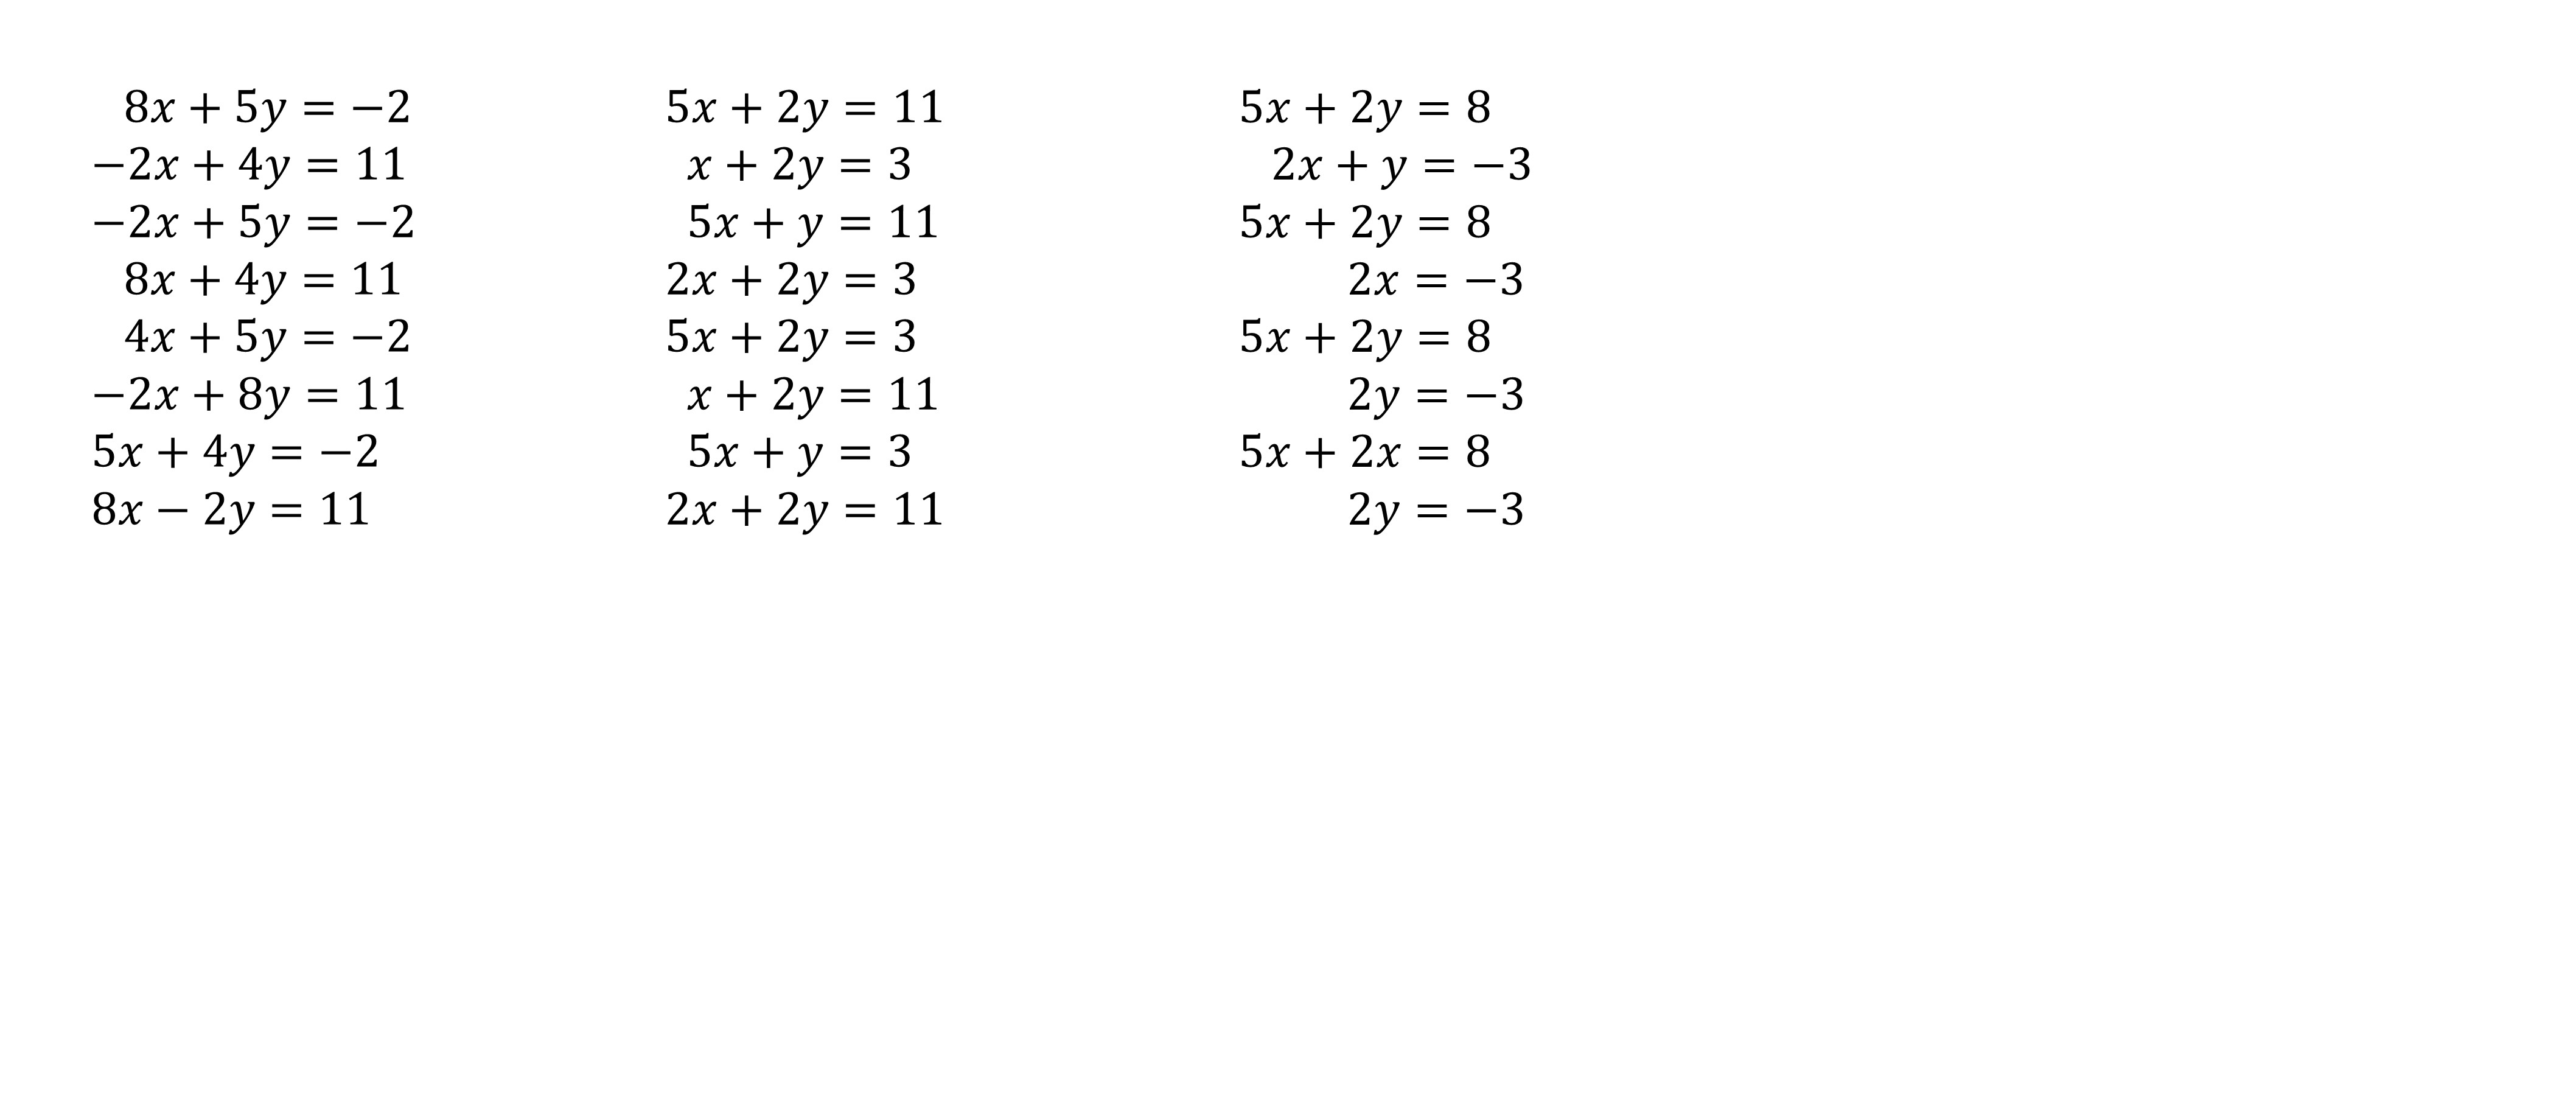 8x + 5y = −2
−2x + 4y = 11
−2x + 5y = −2
8x + 4y = 11
4x + 5y = −2
−2x + 8y = 11
5x + 4y = −2
8x − 2y = 11
5x + 2y = 11
x + 2y = 3
5x + y = 11
2x + 2y = 3
5x + 2y = 3
x + 2y = 11
5x + y = 3
2x + 2y = 11
5x + 2y = 8
2x + y = −3
5x + 2y = 8
2x = −3
5x + 2y = 8
2y = −3
5x + 2x = 8
2y = −3